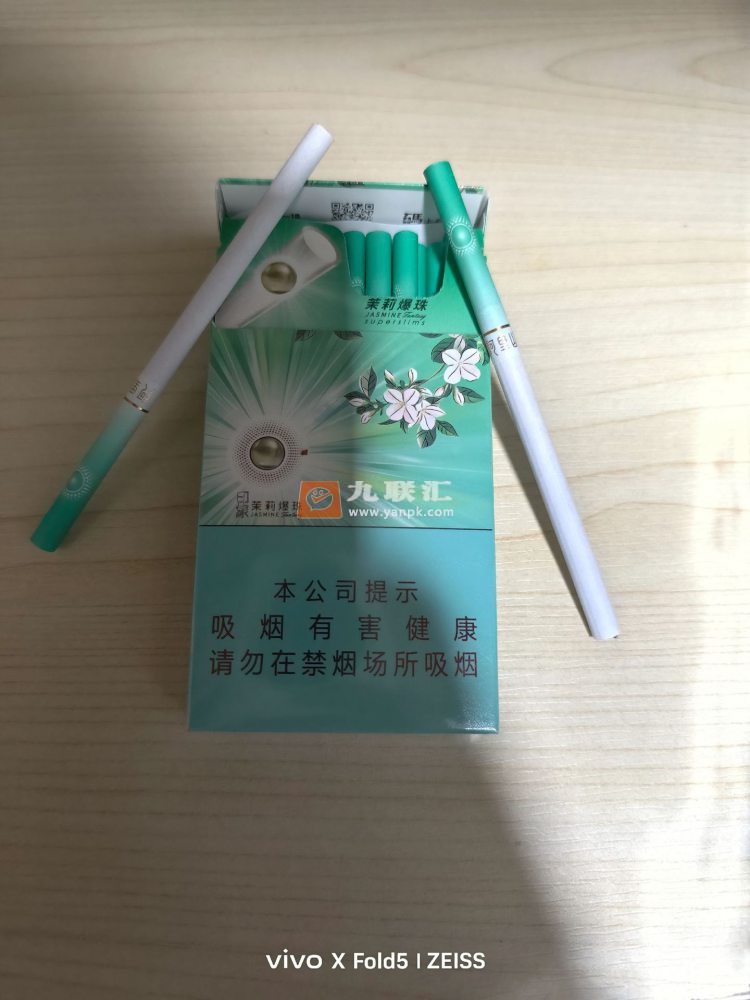 茉莉爆珠
JASMINE Fantasy
superslims
茉莉爆珠
JASMINE Fantasy
九联汇
www.yanpk.com
本公司提示
吸烟有害健康
请勿在禁烟场所吸烟
vivo X Fold5 | ZEISS